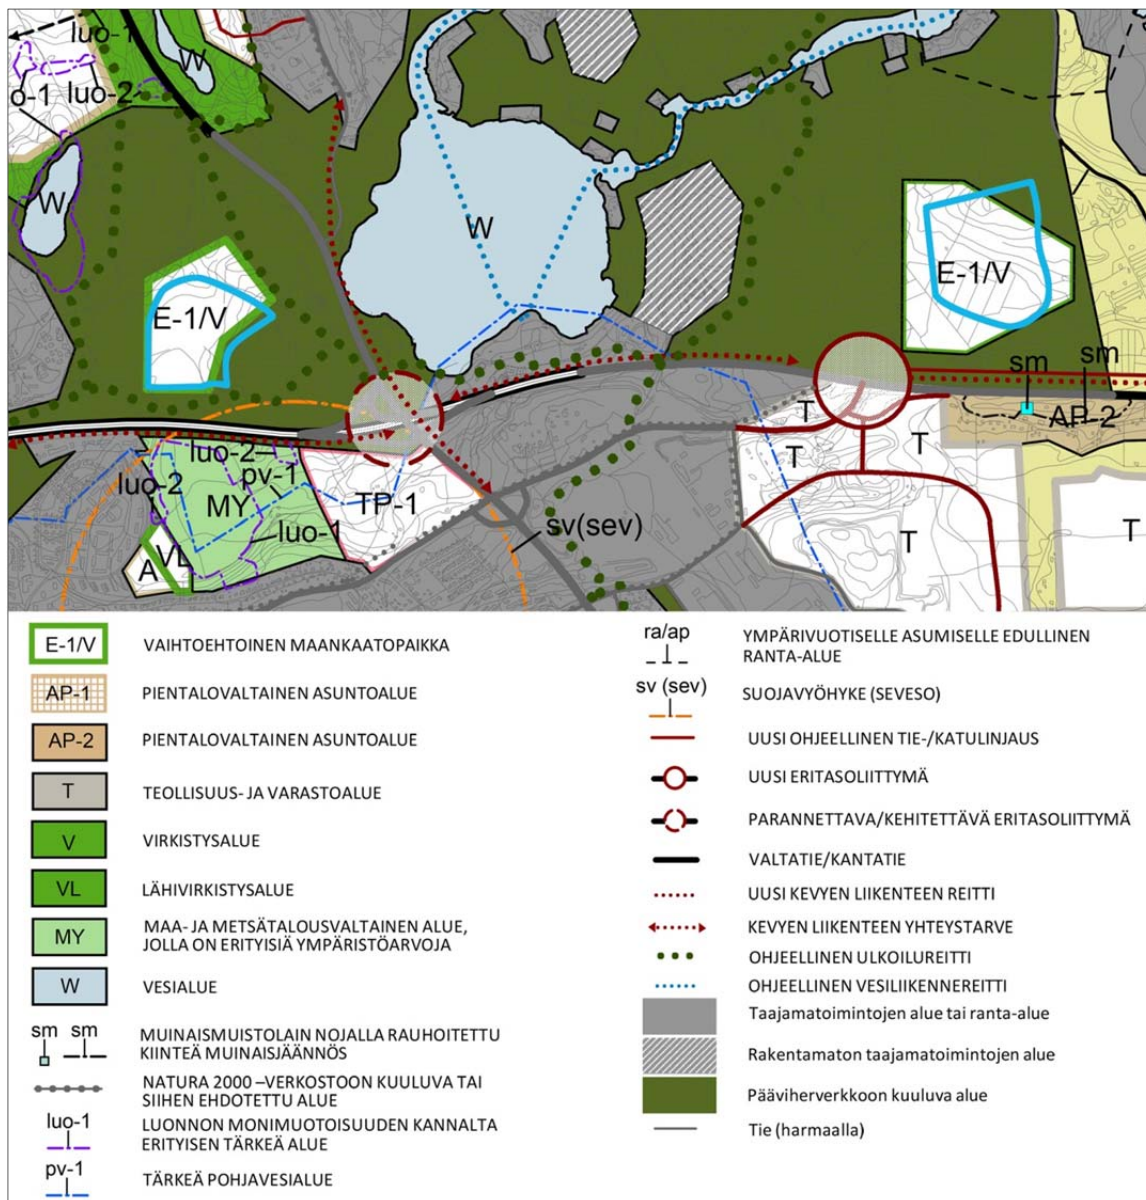 luo-1
W
o-1
luo-2
W
W
E-1/V
E-1/V
sm
sm
AP-2
T
T
T
T
T
luo-2
pv-1
luo-2
MY
luo-1
TP-1
sv(sev)
A
VL
E-1/V VAIHTOEHTOINEN MAANKAATOPAIKKA
AP-1 PIENTALOVALTAINEN ASUNTOALUE
AP-2 PIENTALOVALTAINEN ASUNTOALUE
T TEOLLISUUS- JA VARASTOALUE
V VIRKISTYSALUE
VL LÄHIVIRKISTYSALUE
MY MAA- JA METSÄTALOUSVALTAINEN ALUE,
JOLLA ON ERITYISIÄ YMPÄRISTÖARVOJA
W VESIALUE
sm sm MUINAISMUISTOLAIN NOJALLA RAUHOITETTU
KIINTEÄ MUINAISJÄÄNNÖS
NATURA 2000 –VERKOSTOON KUULUVA TAI
SIIHEN EHDOTETTU ALUE
luo-1 LUONNON MONIMUOTOISUUDEN KANNALTA
ERITYISEN TÄRKEÄ ALUE
pv-1
TÄRKEÄ POHJAVESIALUE
ra/ap YMPÄRIVUOTISELLE ASUMISELLE EDULLINEN
RANTA-ALUE
sv (sev) SUOJAVYÖHYKE (SEVESO)
UUSI OHJEELLINEN TIE-/KATULINJAUS
UUSI ERITASOLIITTYMÄ
PARANNETTAVA/KEHITETTÄVÄ ERITASOLIITTYMÄ
VALTATIE/KANTATIE
UUSI KEVYEN LIIKENTEEN REITTI
KEVYEN LIIKENTEEN YHTEYSTARVE
OHJEELLINEN ULKOILUREITTI
OHJEELLINEN VESILIIKENNEREITTI
Taajamatoimintojen alue tai ranta-alue
Rakentamaton taajamatoimintojen alue
Pääviherverkkoon kuuluva alue
Tie (harmaalla)